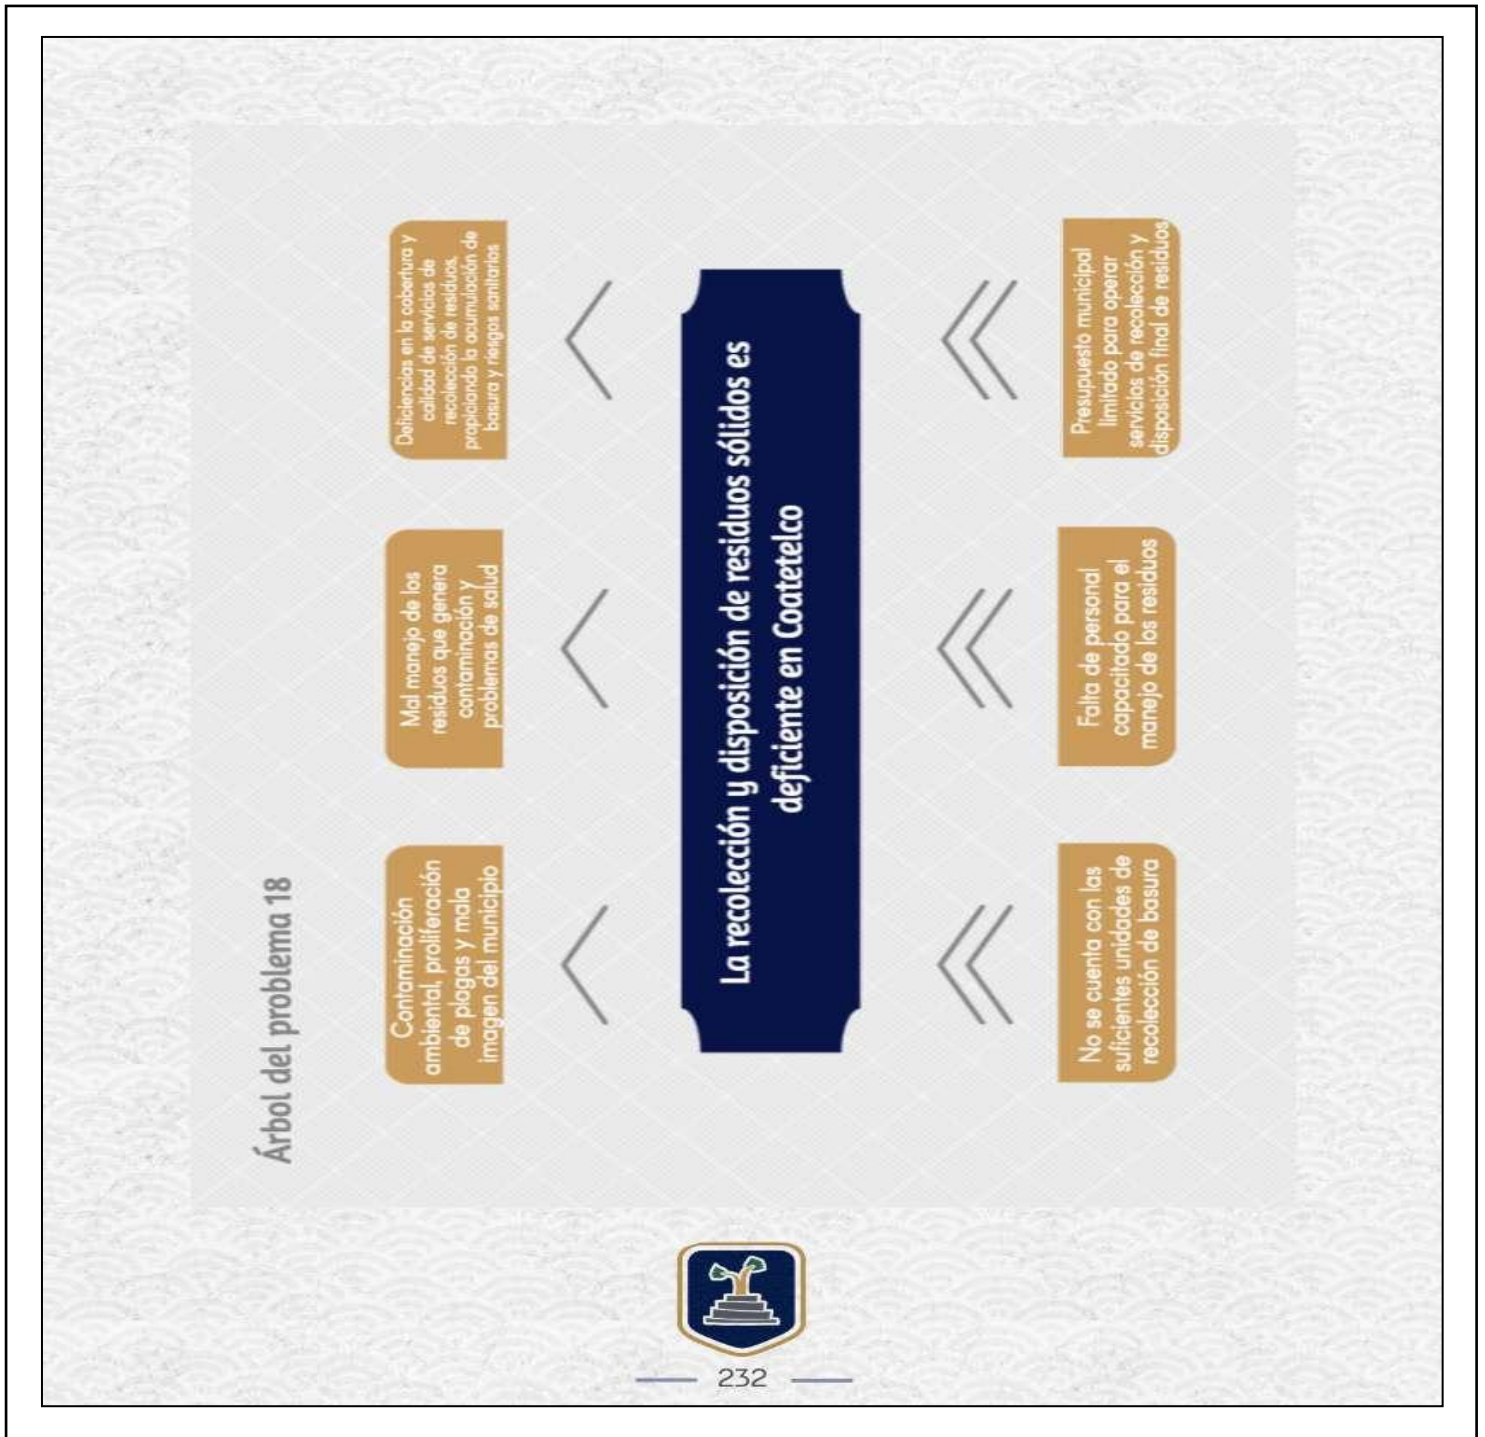 Árbol del problema 18
Contaminación
ambiental, proliferación
de plagas y mala
imagen del municipio
Mal manejo de los
residuos que genera
contaminación y
problemas de salud
Deficiencias en la cobertura y
calidad de servicios de
recolección de residuos,
propiciando la acumulación de
basura y riesgos sanitarios
La recolección y disposición de residuos sólidos es
deficiente en Coatetelco
No se cuenta con las
suficientes unidades de
recolección de basura
Falta de personal
capacitado para el
manejo de los residuos
Presupuesto municipal
limitado para operar
servicios de recolección y
disposición final de residuos
232